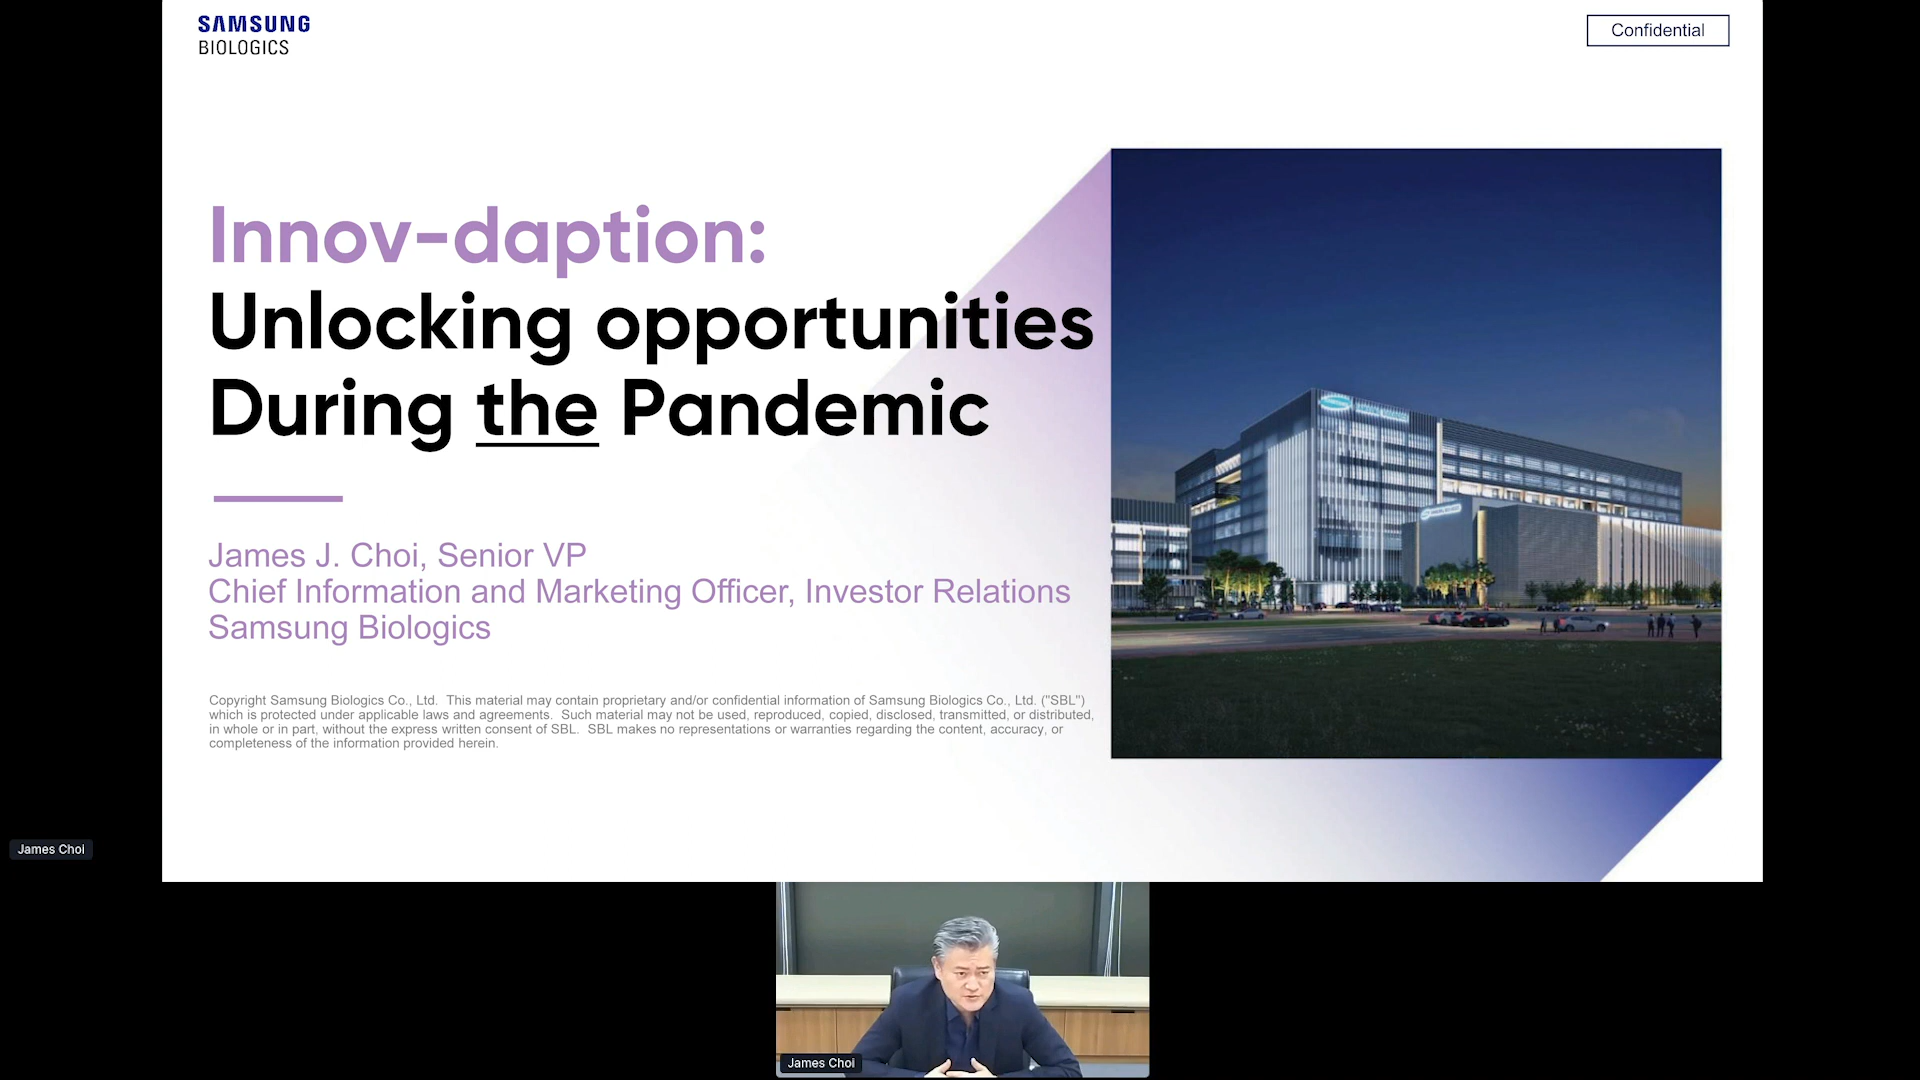 SAMSUNG
BIOLOGICS
Confidential
Innov-daption:
Unlocking opportunities
During the Pandemic
James J. Choi, Senior VP
Chief Information and Marketing Officer, Investor Relations
Samsung Biologics
Copyright Samsung Biologics Co., Ltd.  This material may contain proprietary and/or confidential information of Samsung Biologics Co., Ltd. ("SBL")
which is protected under applicable laws and agreements.  Such material may not be used, reproduced, copied, disclosed, transmitted, or distributed,
in whole or in part, without the express written consent of SBL.  SBL makes no representations or warranties regarding the content, accuracy, or
completeness of the information provided herein.
James Choi
James Choi